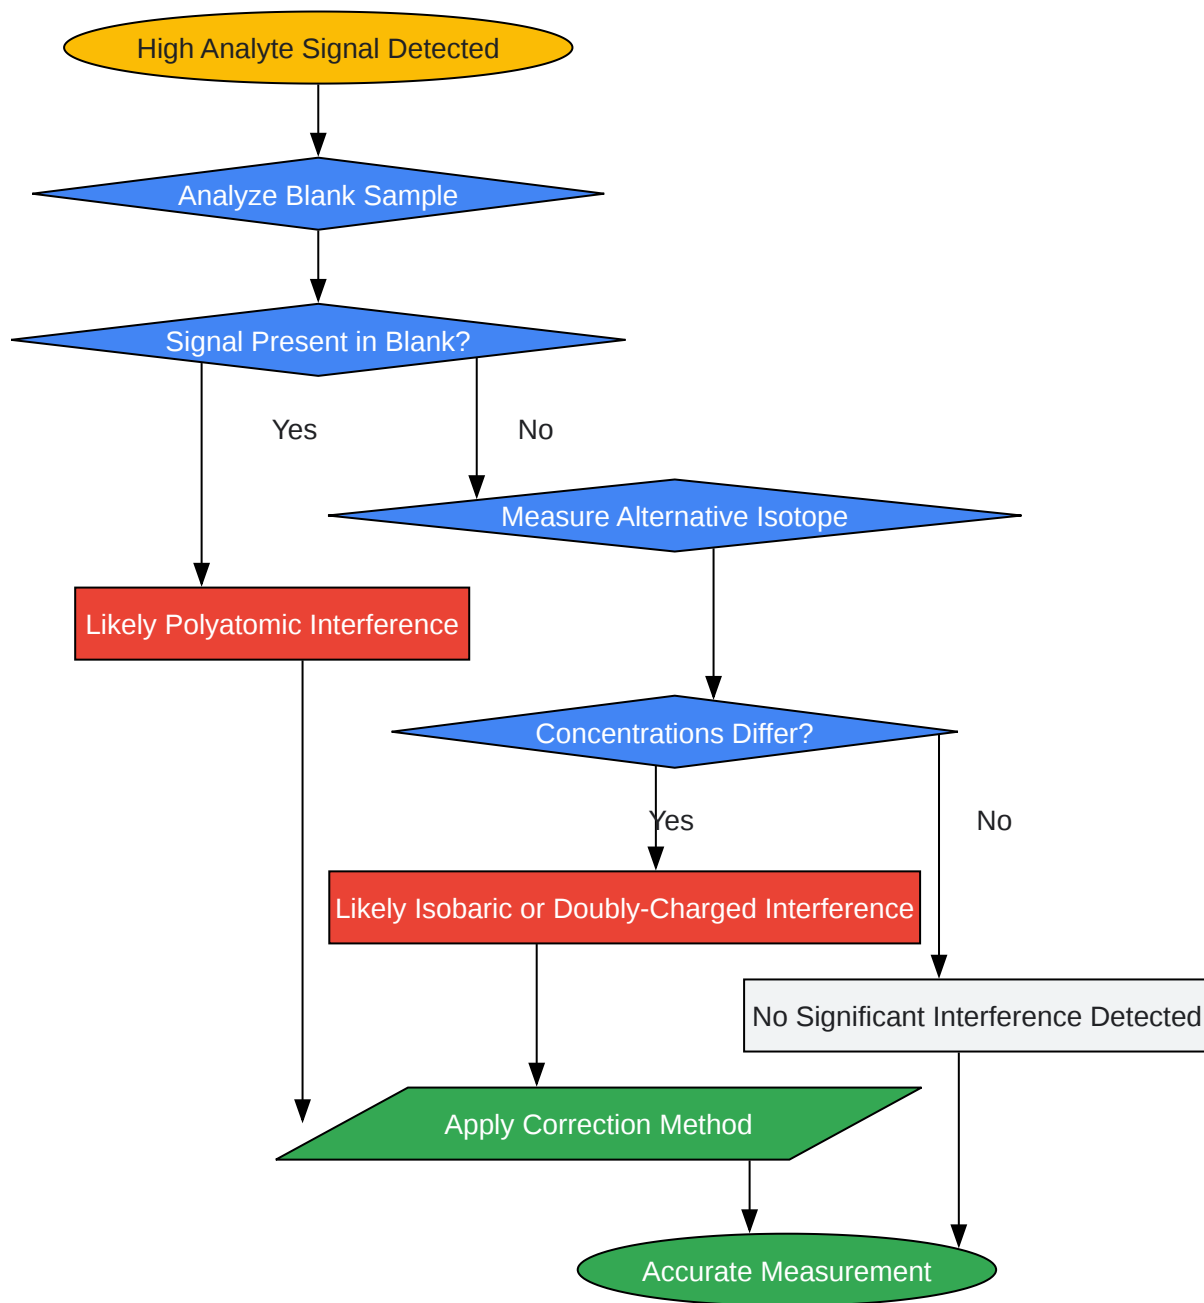 High Analyte Signal Detected
Analyze Blank Sample
Signal Present in Blank?
Yes
No
Measure Alternative Isotope
Likely Polyatomic Interference
Concentrations Differ?
Yes
No
Likely Isobaric or Doubly-Charged Interference
No Significant Interference Detected
Apply Correction Method
Accurate Measurement